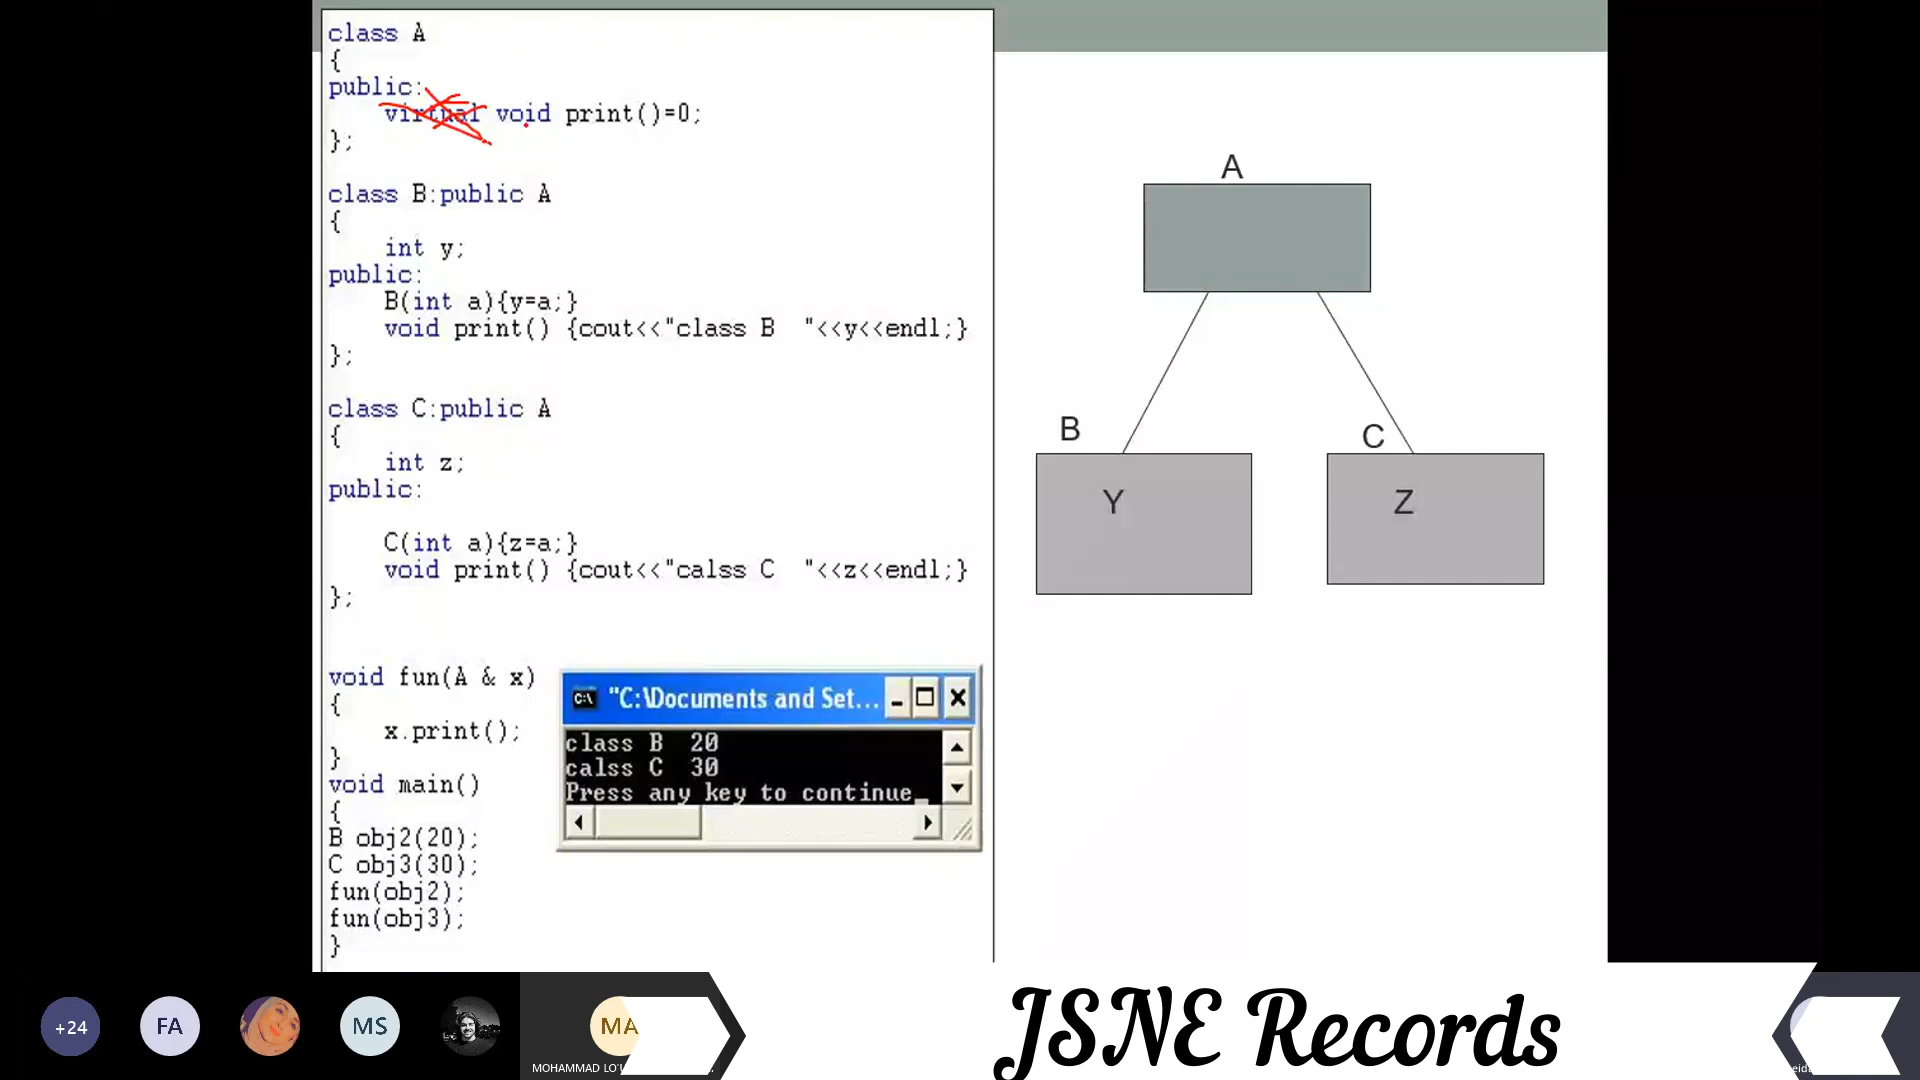 class A
{
public:
    virtual void print()=0;
};
class B:public A
{
    int y;
public:
    B(int a){y=a;}
    void print() {cout<<"class B  "<<y<<endl;}
};
class C:public A
{
    int z;
public:
    C(int a){z=a;}
    void print() {cout<<"calss C  "<<z<<endl;}
};
void fun(A & x)
{
    x.print();
}
void main()
{
B obj2(20);
C obj3(30);
fun(obj2);
fun(obj3);
}
C:\
"C:\Documents and Set...
class B  20
calss C  30
Press any key to continue_
A
B
C
Y
Z
+24
FA
MS
MA
MOHAMMAD
JSNE Records